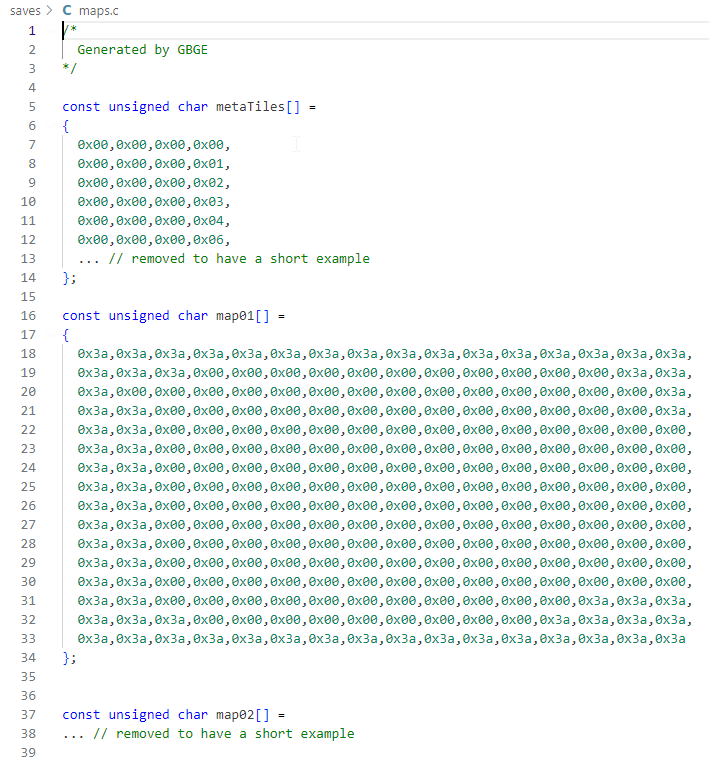 saves > C maps.c
1 /*
2 Generated by GBGE
3 */
4
5 const unsigned char metaTiles[] =
6 {
7 0x00,0x00,0x00,0x00,
8 0x00,0x00,0x00,0x01,
9 0x00,0x00,0x00,0x02,
10 0x00,0x00,0x00,0x03,
11 0x00,0x00,0x00,0x04,
12 0x00,0x00,0x00,0x06,
13 ... // removed to have a short example
14 };
15
16 const unsigned char map01[] =
17 {
18 0x3a,0x3a,0x3a,0x3a,0x3a,0x3a,0x3a,0x3a,0x3a,0x3a,0x3a,0x3a,0x3a,0x3a,0x3a,0x3a,
19 0x3a,0x3a,0x3a,0x00,0x00,0x00,0x00,0x00,0x00,0x00,0x00,0x00,0x00,0x00,0x3a,0x3a,
20 0x3a,0x00,0x00,0x00,0x00,0x00,0x00,0x00,0x00,0x00,0x00,0x00,0x00,0x00,0x00,0x3a,
21 0x3a,0x3a,0x00,0x00,0x00,0x00,0x00,0x00,0x00,0x00,0x00,0x00,0x00,0x00,0x00,0x3a,
22 0x3a,0x3a,0x00,0x00,0x00,0x00,0x00,0x00,0x00,0x00,0x00,0x00,0x00,0x00,0x00,0x00,
23 0x3a,0x3a,0x00,0x00,0x00,0x00,0x00,0x00,0x00,0x00,0x00,0x00,0x00,0x00,0x00,0x00,
24 0x3a,0x3a,0x00,0x00,0x00,0x00,0x00,0x00,0x00,0x00,0x00,0x00,0x00,0x00,0x00,0x00,
25 0x3a,0x3a,0x00,0x00,0x00,0x00,0x00,0x00,0x00,0x00,0x00,0x00,0x00,0x00,0x00,0x00,
26 0x3a,0x3a,0x00,0x00,0x00,0x00,0x00,0x00,0x00,0x00,0x00,0x00,0x00,0x00,0x00,0x00,
27 0x3a,0x3a,0x00,0x00,0x00,0x00,0x00,0x00,0x00,0x00,0x00,0x00,0x00,0x00,0x00,0x00,
28 0x3a,0x3a,0x00,0x00,0x00,0x00,0x00,0x00,0x00,0x00,0x00,0x00,0x00,0x00,0x00,0x00,
29 0x3a,0x3a,0x00,0x00,0x00,0x00,0x00,0x00,0x00,0x00,0x00,0x00,0x00,0x00,0x00,0x00,
30 0x3a,0x3a,0x00,0x00,0x00,0x00,0x00,0x00,0x00,0x00,0x00,0x00,0x00,0x00,0x00,0x00,
31 0x3a,0x3a,0x00,0x00,0x00,0x00,0x00,0x00,0x00,0x00,0x00,0x00,0x00,0x3a,0x3a,0x3a,
32 0x3a,0x3a,0x3a,0x00,0x00,0x00,0x00,0x00,0x00,0x00,0x00,0x00,0x3a,0x3a,0x3a,0x3a,
33 0x3a,0x3a,0x3a,0x3a,0x3a,0x3a,0x3a,0x3a,0x3a,0x3a,0x3a,0x3a,0x3a,0x3a,0x3a,0x3a
34 };
35
36
37 const unsigned char map02[] =
38 ... // removed to have a short example
39